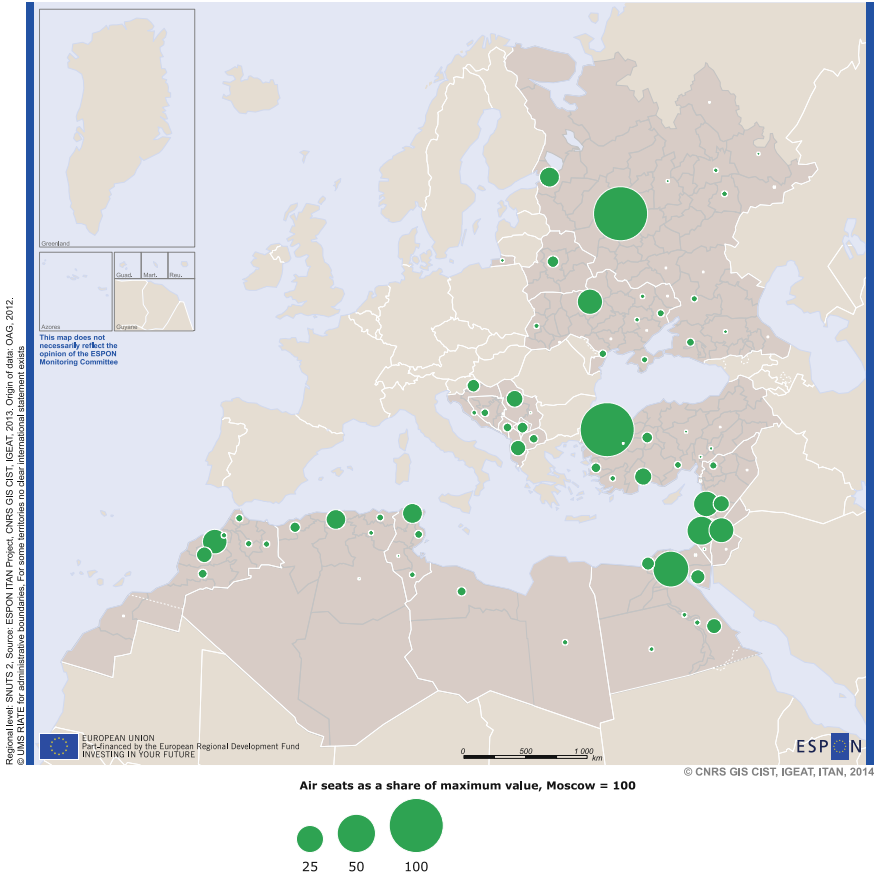 Greenland
Azores
Guad.
Mart.
Reu.
Guyane
This map does not
necessarily reflect the
opinion of the ESPON
Monitoring Committee
Regional level: SNUTS 2, Source: ESPON ITAN Project, CNRS GIS CIST, IGEAT, 2013. Origin of data: OAG, 2012.
© UMS RIATE for administrative boundaries. For some territories no clear international statement exists
EUROPEAN UNION
Part-financed by the European Regional Development Fund
INVESTING IN YOUR FUTURE
0 500 1 000
km
ESPON
© CNRS GIS CIST, IGEAT, ITAN, 2014
Air seats as a share of maximum value, Moscow = 100
25 50 100